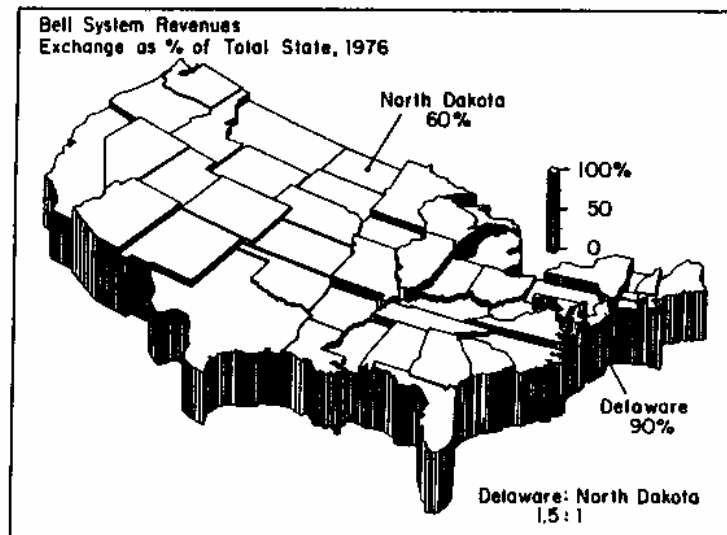 Bell System Revenues
Exchange as % of Total State, 1976
North Dakota
60%
100%
50
0
Delaware
90%
Delaware: North Dakota
1.5 : 1